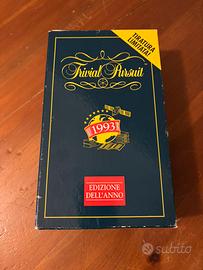 TIRATURA
LIMITATA!
Trivial Pursuit
1993
EDIZIONE
DELL'ANNO
subito